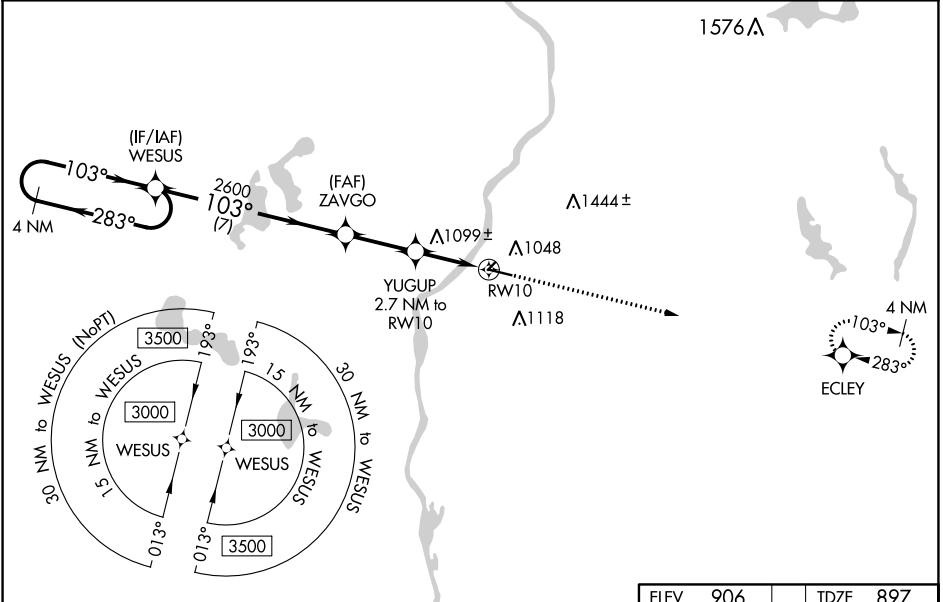 1576
(IF/IAF)
WESUS
103°
2600
103°
(7)
(FAF)
ZAVGO
1444 ±
283°
4 NM
1099 ±
1048
YUGUP
2.7 NM to
RW10
RW10
1118
4 NM
103°
283°
ECLEY
30 NM to WESUS (NoPT)
3500
193°
15 NM to WESUS
3000
WESUS
013°
193°
30 NM to WESUS
15 NM to WESUS
3000
WESUS
013°
3500
ELEV 906
TDZE 897